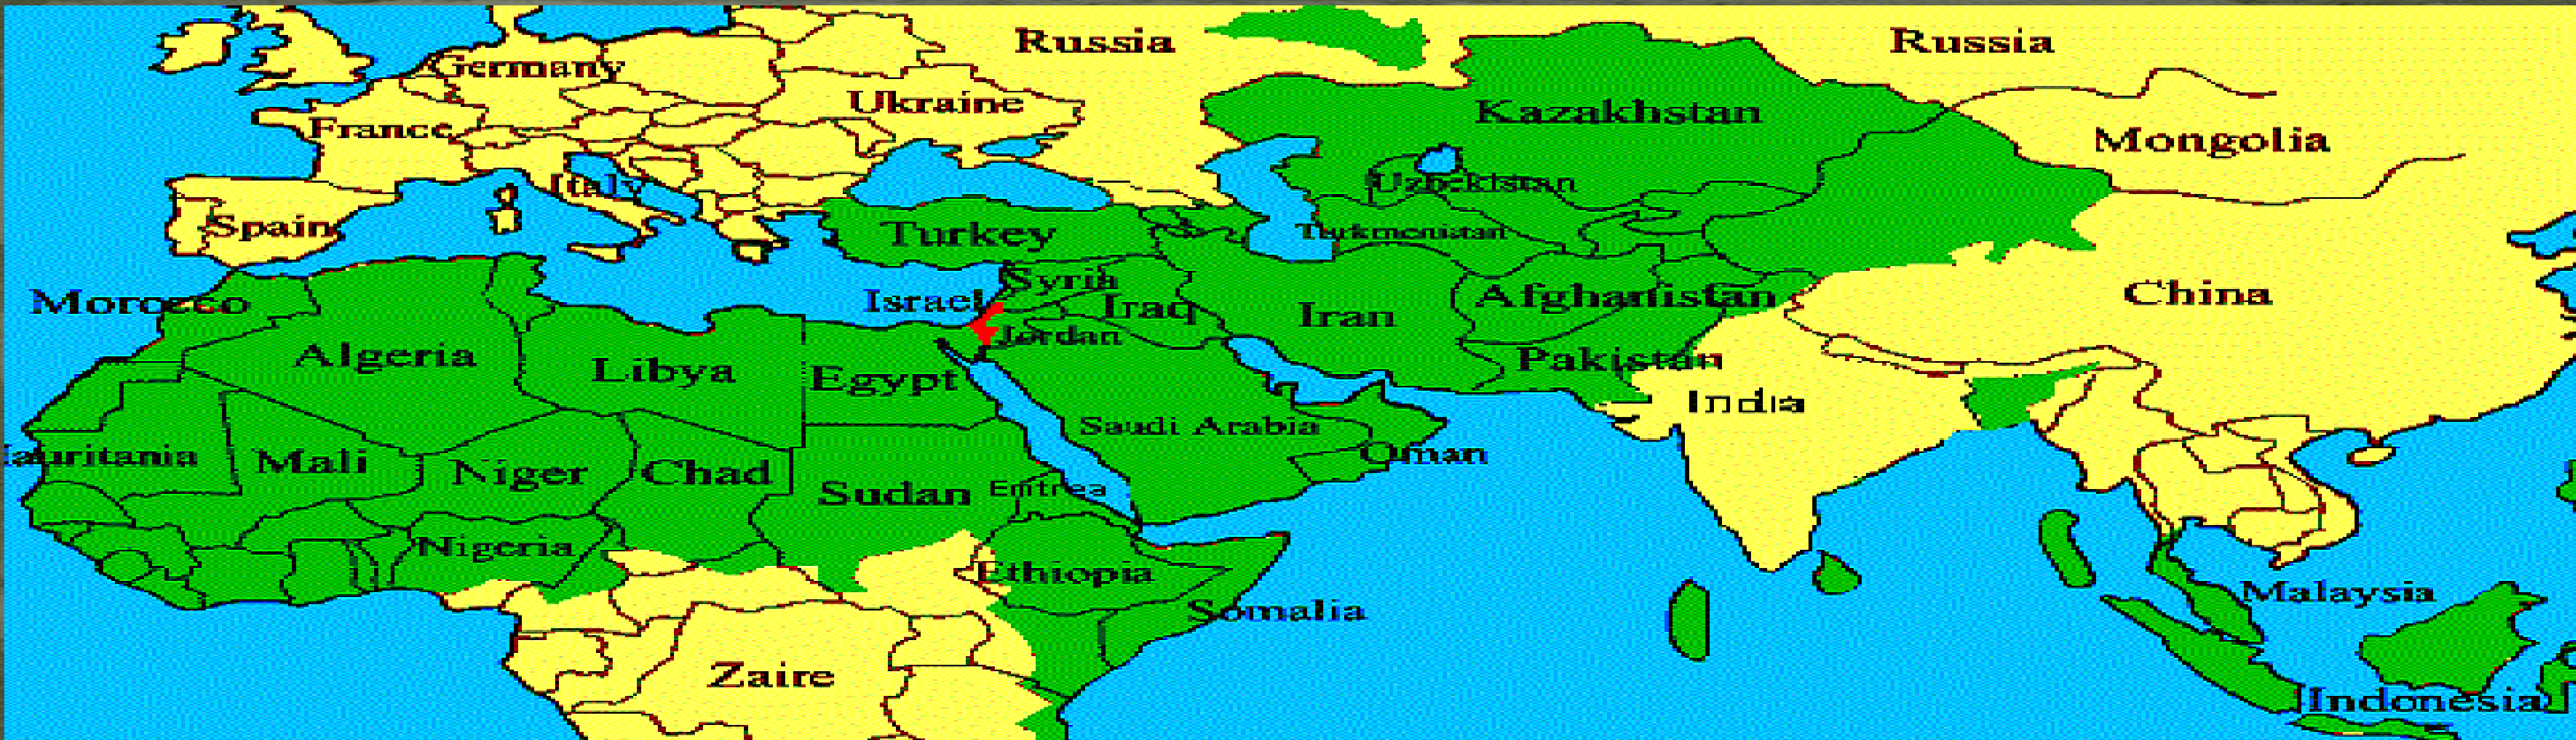 Russia
Russia
Germany
Ukraine
Kazakhstan
France
Mongolia
Italy
Uzbekistan
Spain
Turkey
Turkmenistan
Syria
China
Morocco
Israel
Iraq
Afghanistan
Iran
Jordan
Algeria
Pakistan
Libya
Egypt
India
Saudi Arabia
Oman
auritania
Mali
Niger
Chad
Sudan
Eritrea
Nigeria
Ethiopia
Malaysia
Somalia
Zaire
Indonesia